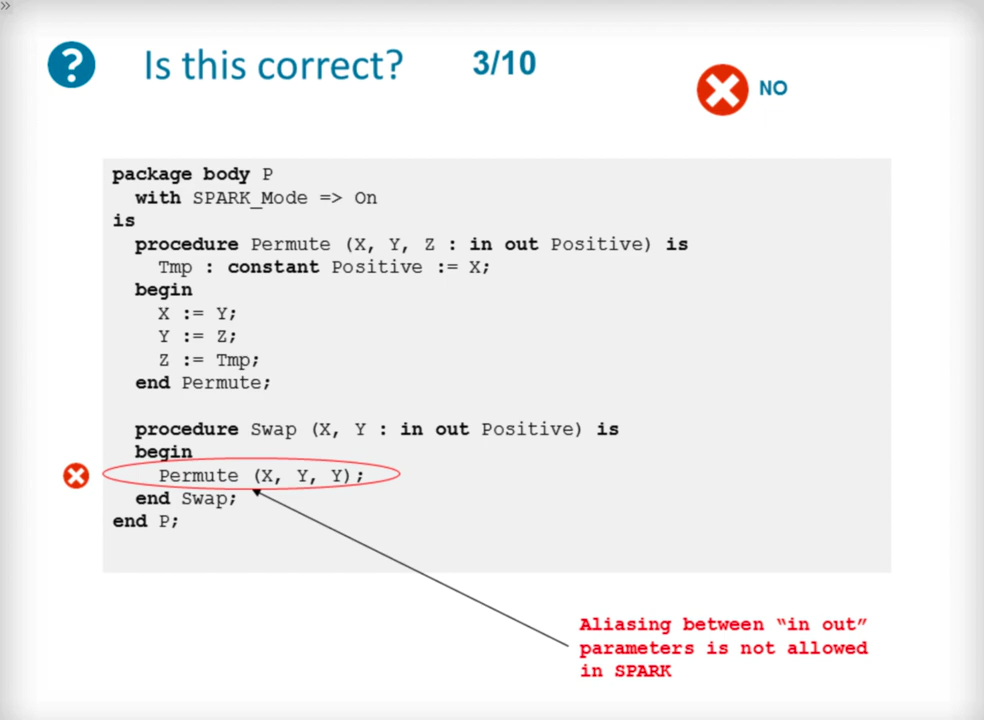 »
? Is this correct? 3/10
NO
package body P
with SPARK_Mode => On
is
procedure Permute (X, Y, Z : in out Positive) is
Tmp : constant Positive := X;
begin
X := Y;
Y := Z;
Z := Tmp;
end Permute;
procedure Swap (X, Y : in out Positive) is
begin
Permute (X, Y, Y);
end Swap;
end P;
Aliasing between “in out”
parameters is not allowed
in SPARK